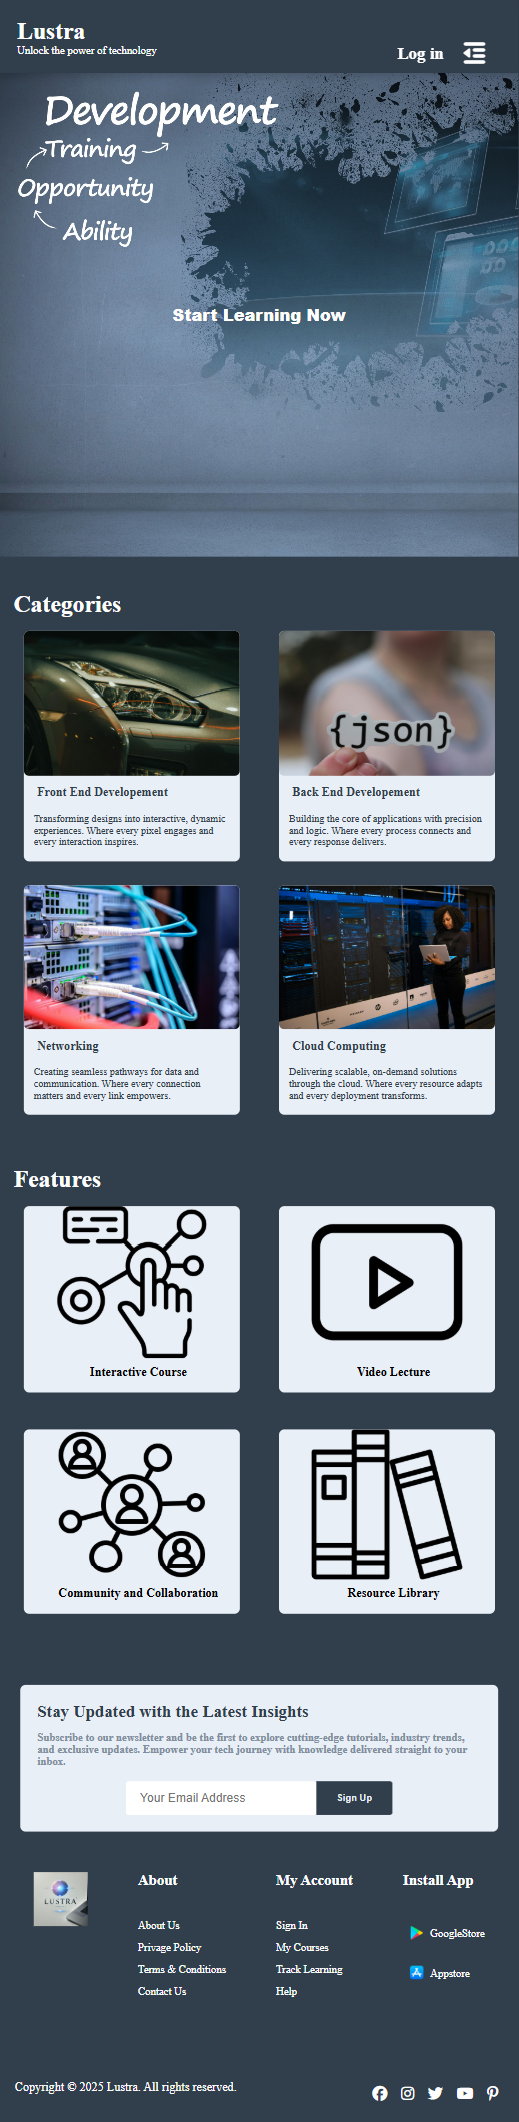 Lustra
Unlock the power of technology
Log in
Development
Training
Opportunity
Ability
Start Learning Now
Categories
Front End Developement
Transforming designs into interactive, dynamic
experiences. Where every pixel engages and
every interaction inspires.
{json}
Back End Developement
Building the core of applications with precision
and logic. Where every process connects and
every response delivers.
Networking
Creating seamless pathways for data and
communication. Where every connection
matters and every link empowers.
Cloud Computing
Delivering scalable, on-demand solutions
through the cloud. Where every resource adapts
and every deployment transforms.
Features
Interactive Course
Video Lecture
Community and Collaboration
Resource Library
Stay Updated with the Latest Insights
Subscribe to our newsletter and be the first to explore cutting-edge tutorials, industry trends,
and exclusive updates. Empower your tech journey with knowledge delivered straight to your
inbox.
Your Email Address
Sign Up
LUSTRA
About
About Us
Privage Policy
Terms & Conditions
Contact Us
My Account
Sign In
My Courses
Track Learning
Help
Install App
GoogleStore
Appstore
Copyright © 2025 Lustra. All rights reserved.